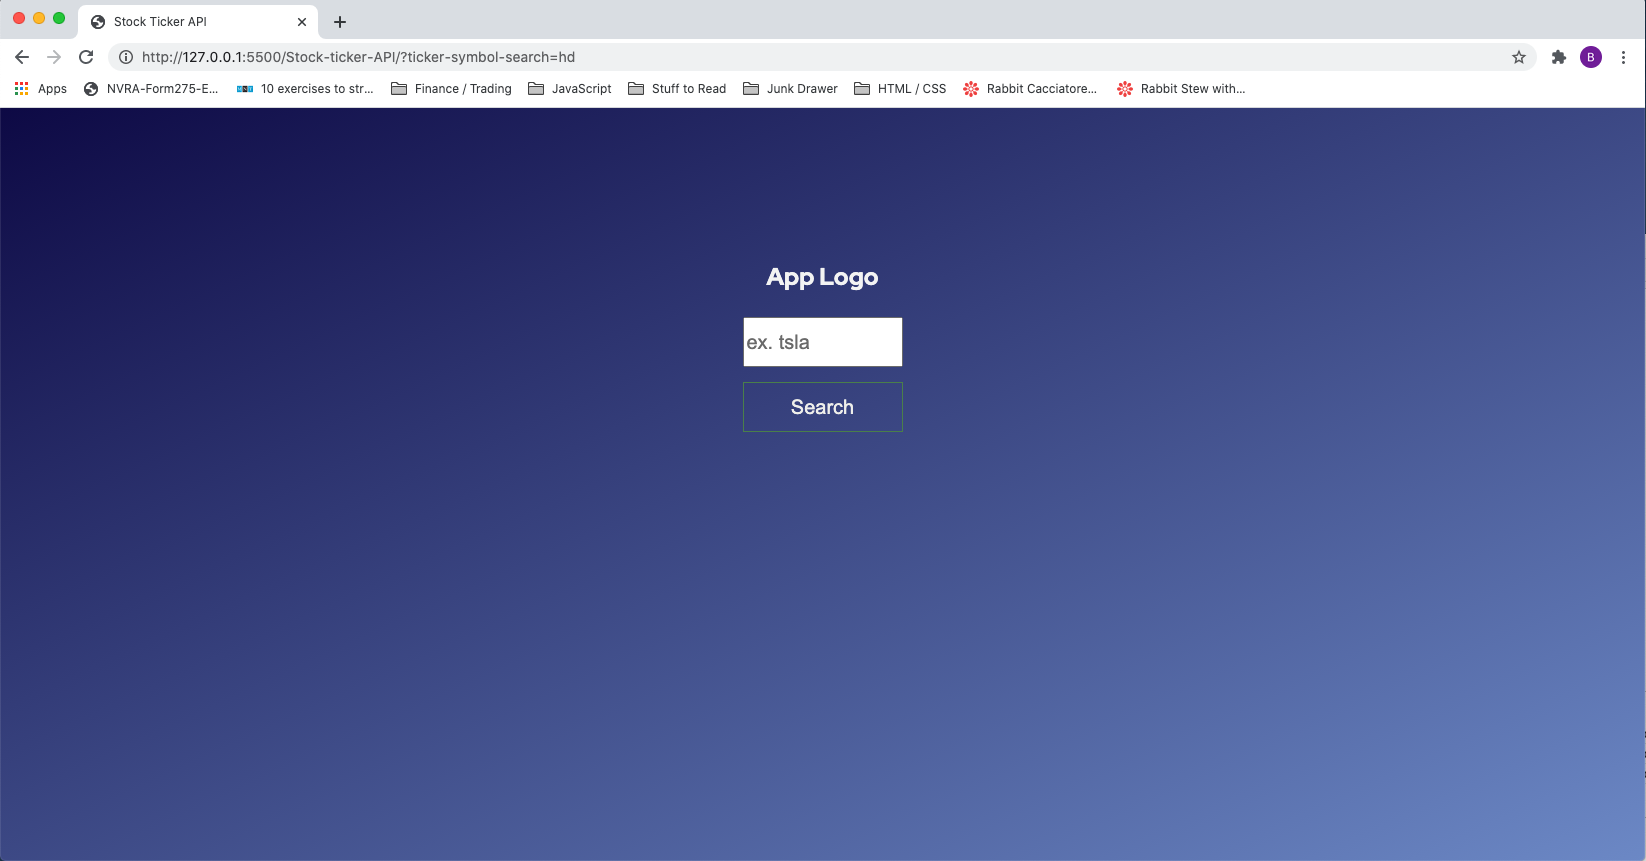 Stock Ticker API
http://127.0.0.1:5500/Stock-ticker-API/?ticker-symbol-search=hd
B
Apps NVRA-Form275-E... 10 exercises to str... Finance / Trading JavaScript Stuff to Read Junk Drawer HTML / CSS Rabbit Cacciatore... Rabbit Stew with...
App Logo
ex. tsla
Search